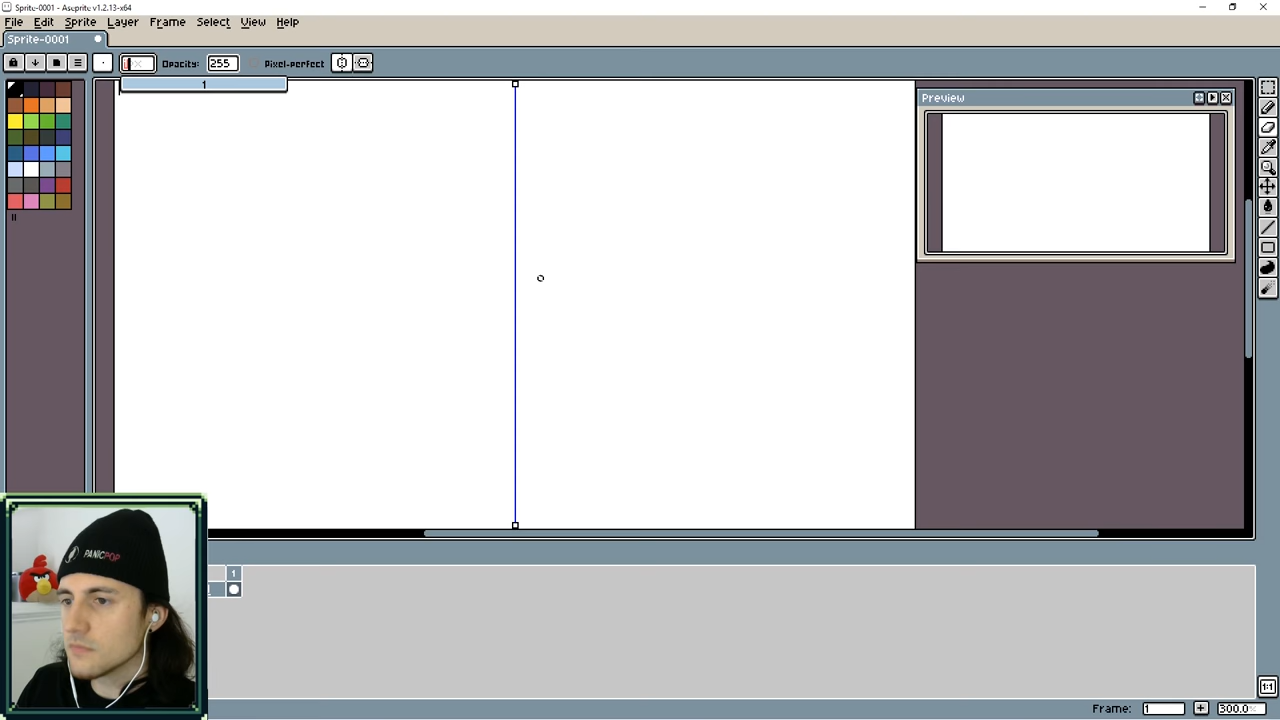 Sprite-0001 - Aseprite v1.2.13-x64
File Edit Sprite Layer Frame Select View Help
Sprite-0001
Opacity: 255 Pixel-perfect
1
Preview
PANICPOP
1
Frame: 1 + 300.0%
1:1